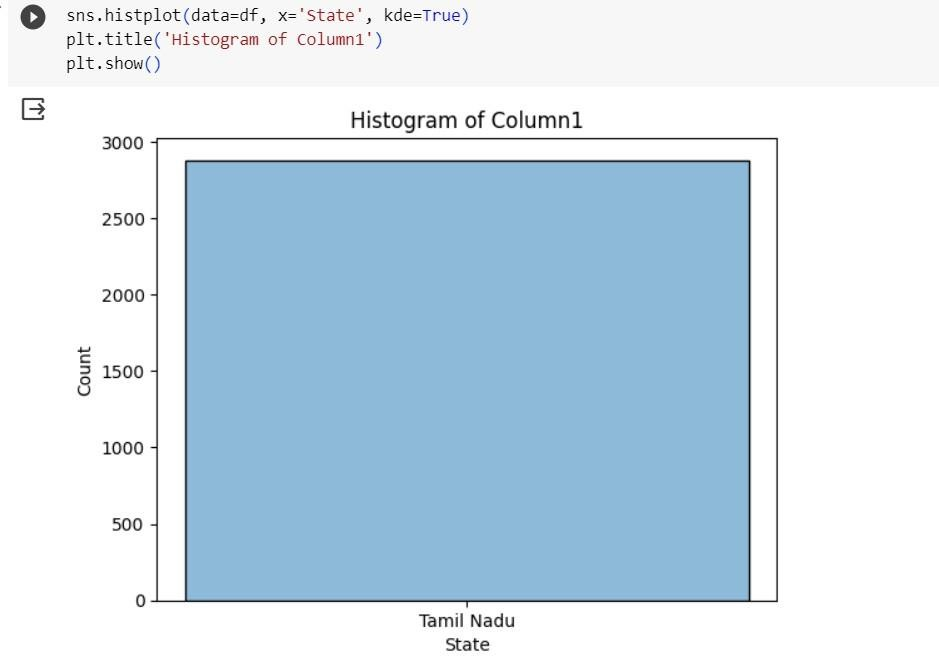 sns.histplot(data=df, x='State', kde=True)
plt.title('Histogram of Column1')
plt.show()
Histogram of Column1
3000
2500
2000
1500
1000
500
0
Count
Tamil Nadu
State